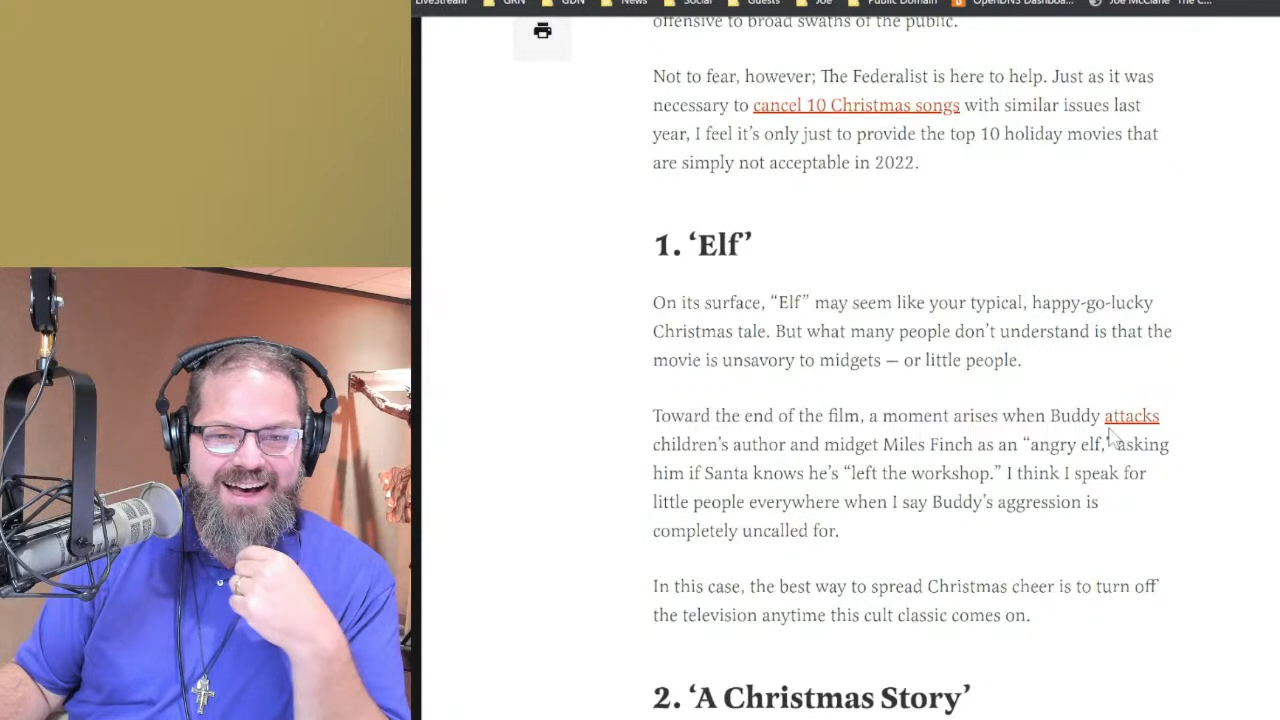 LiveStream GRN GDN News Social Guests Joe Public Domain OpenDNS Dashboa... Joe McClane "The C...
offensive to broad swaths of the public.
Not to fear, however; The Federalist is here to help. Just as it was
necessary to cancel 10 Christmas songs with similar issues last
year, I feel it's only just to provide the top 10 holiday movies that
are simply not acceptable in 2022.
1. ‘Elf’
On its surface, “Elf” may seem like your typical, happy-go-lucky
Christmas tale. But what many people don’t understand is that the
movie is unsavory to midgets — or little people.
Toward the end of the film, a moment arises when Buddy attacks
children’s author and midget Miles Finch as an “angry elf,” asking
him if Santa knows he’s “left the workshop.” I think I speak for
little people everywhere when I say Buddy’s aggression is
completely uncalled for.
In this case, the best way to spread Christmas cheer is to turn off
the television anytime this cult classic comes on.
2. ‘A Christmas Story’